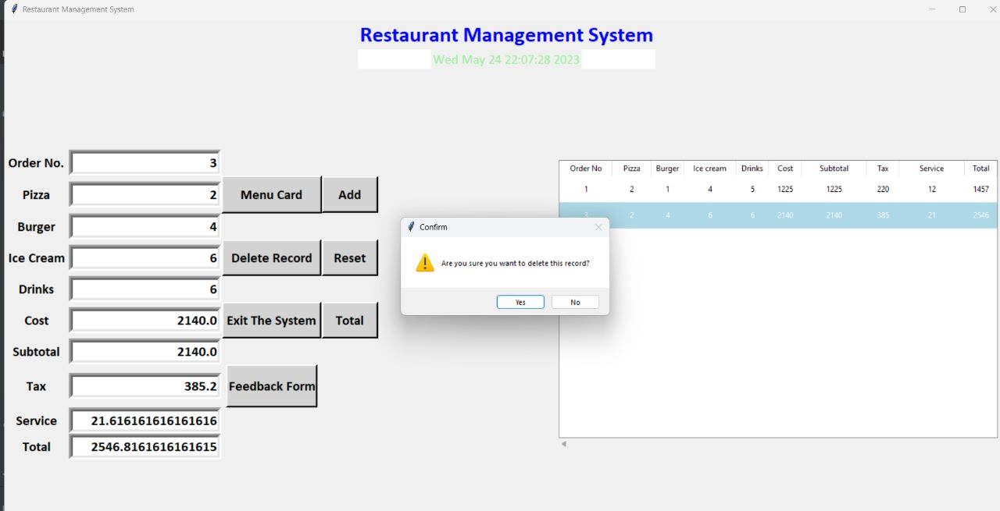 Restaurant Management System
Restaurant Management System
Wed May 24 22:07:28 2023
Order No. 3
Pizza 2 Menu Card Add
Burger 4
Ice Cream 6 Delete Record Reset
Drinks 6
Cost 2140.0 Exit The System Total
Subtotal 2140.0
Tax 385.2 Feedback Form
Service 21.616161616161616
Total 2546.8161616161615
Order No Pizza Burger Ice cream Drinks Cost Subtotal Tax Service Total
1 2 1 4 5 1225 1225 220 12 1457
3 2 4 6 6 2140 2140 385 21 2546
Confirm
Are you sure you want to delete this record?
Yes No